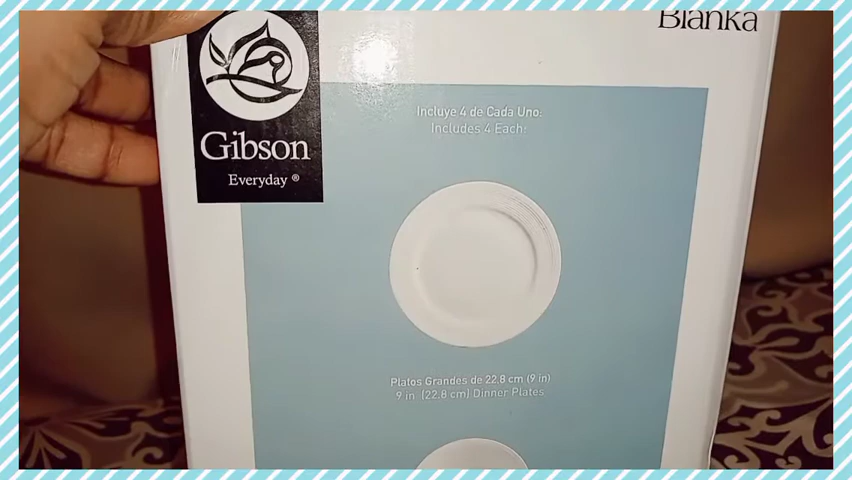 Blanka
Gibson
Everyday ®
Incluye 4 de Cada Uno:
Includes 4 Each:
Platos Grandes de 22.8 cm (9 in)
9 in (22.8 cm) Dinner Plates